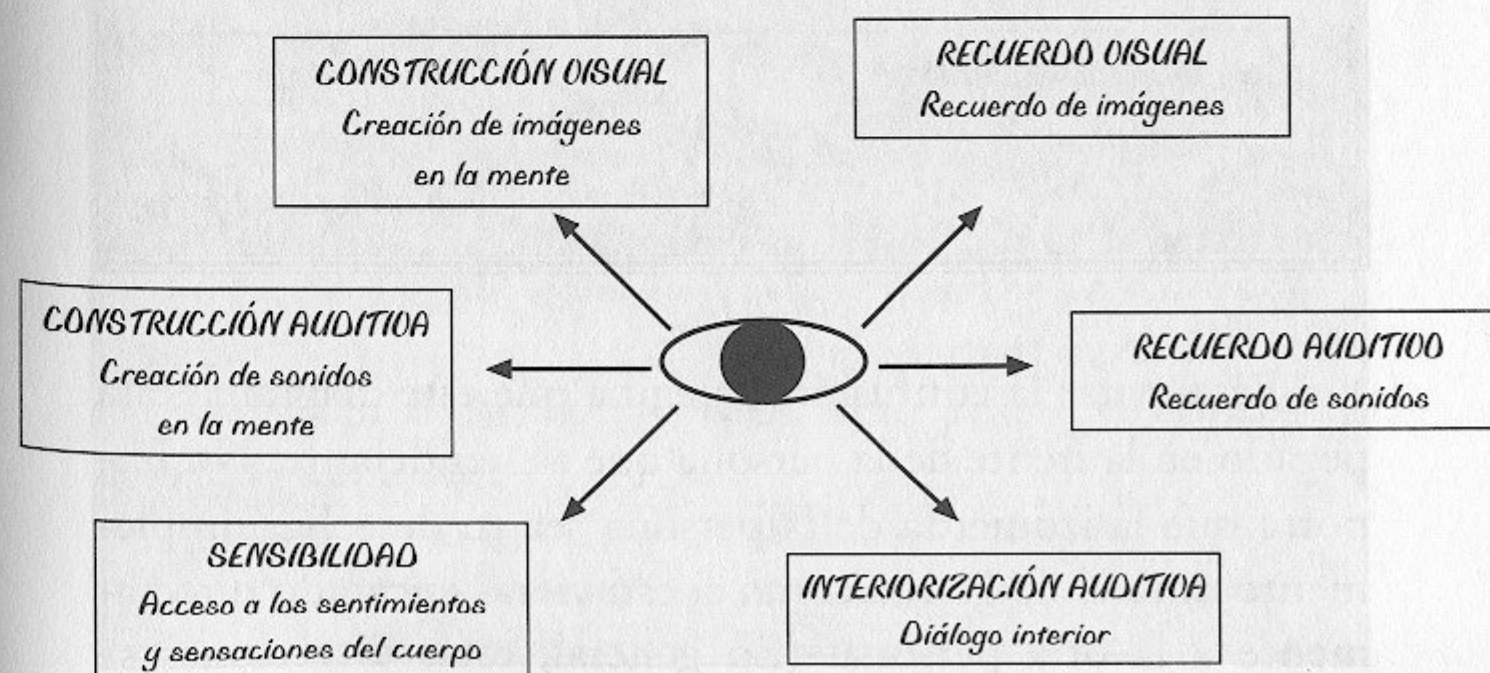 CONSTRUCCIÓN VISUAL
Creación de imágenes
en la mente
RECUERDO VISUAL
Recuerdo de imágenes
CONSTRUCCIÓN AUDITIVA
Creación de sonidos
en la mente
RECUERDO AUDITIVO
Recuerdo de sonidos
SENSIBILIDAD
Acceso a los sentimientos
y sensaciones del cuerpo
INTERIORIZACIÓN AUDITIVA
Diálogo interior